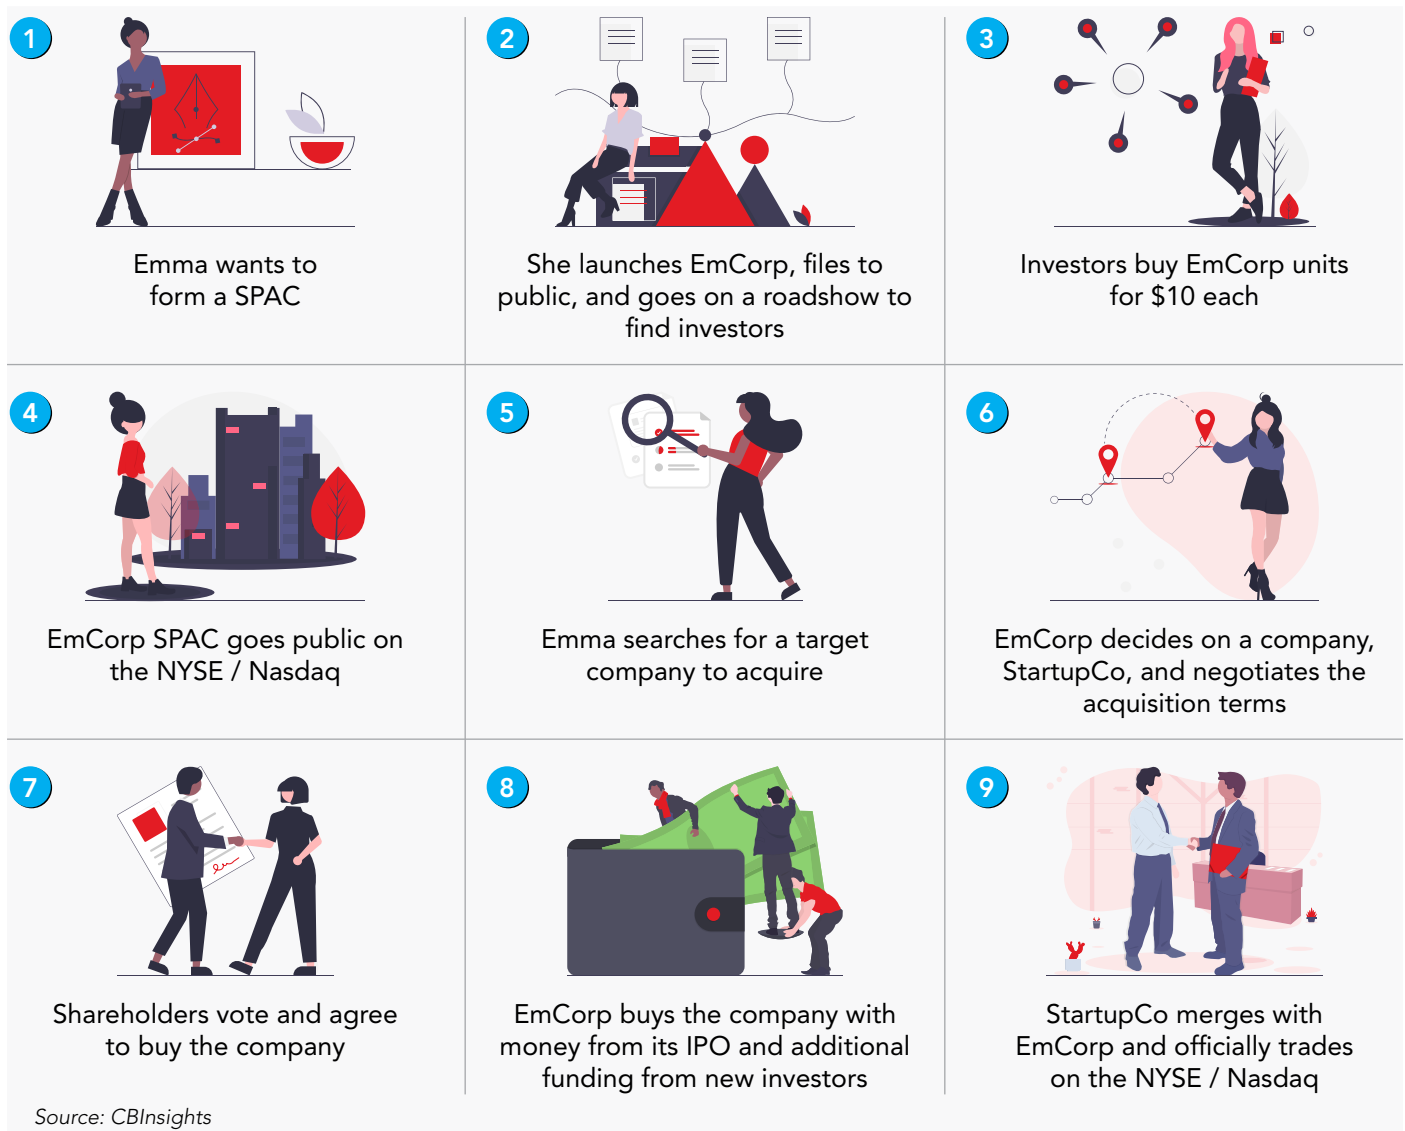 1
Emma wants to
form a SPAC
2
She launches EmCorp, files to
public, and goes on a roadshow to
find investors
3
Investors buy EmCorp units
for $10 each
4
EmCorp SPAC goes public on
the NYSE / Nasdaq
5
Emma searches for a target
company to acquire
6
EmCorp decides on a company,
StartupCo, and negotiates the
acquisition terms
7
Shareholders vote and agree
to buy the company
8
EmCorp buys the company with
money from its IPO and additional
funding from new investors
9
StartupCo merges with
EmCorp and officially trades
on the NYSE / Nasdaq
Source: CBInsights